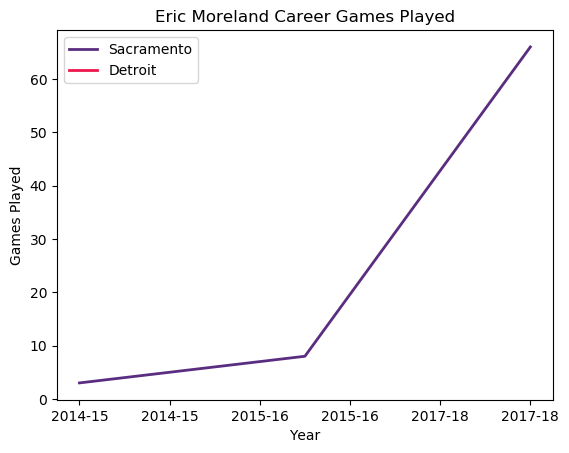 Eric Moreland Career Games Played
Sacramento
Detroit
Games Played
60
50
40
30
20
10
0
2014-15 2014-15 2015-16 2015-16 2017-18 2017-18
Year